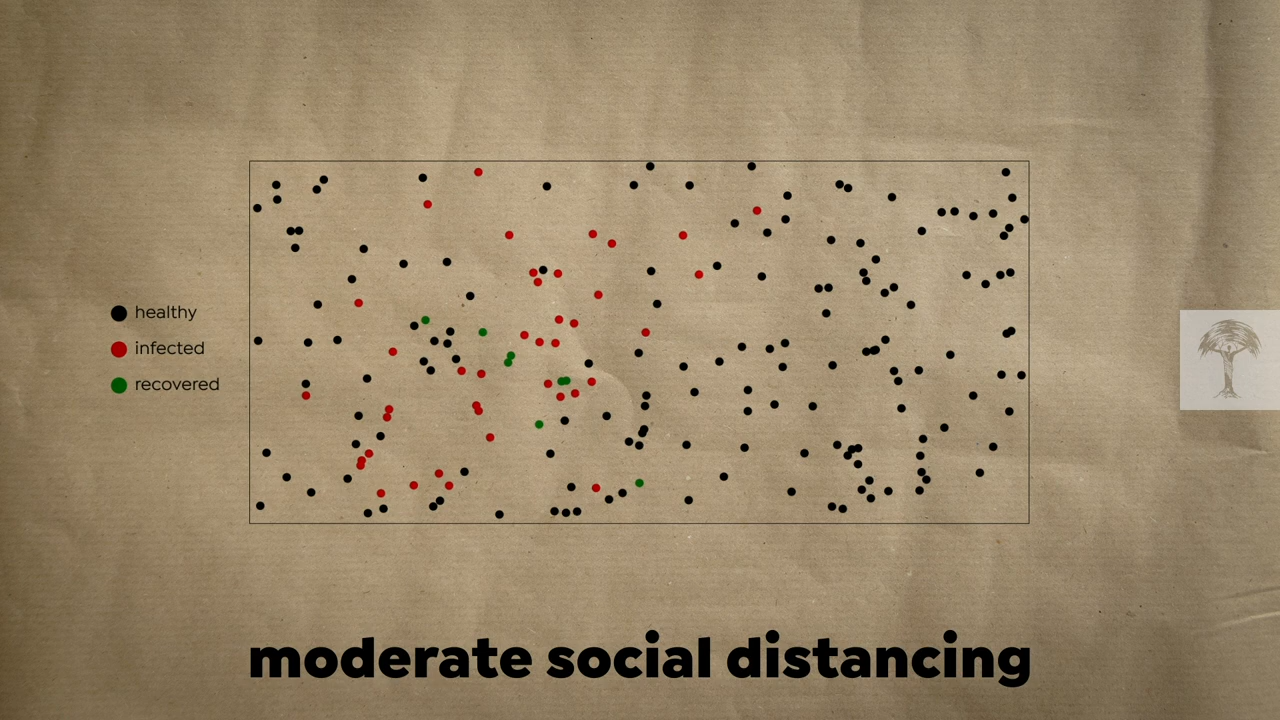 healthy
infected
recovered
moderate social distancing